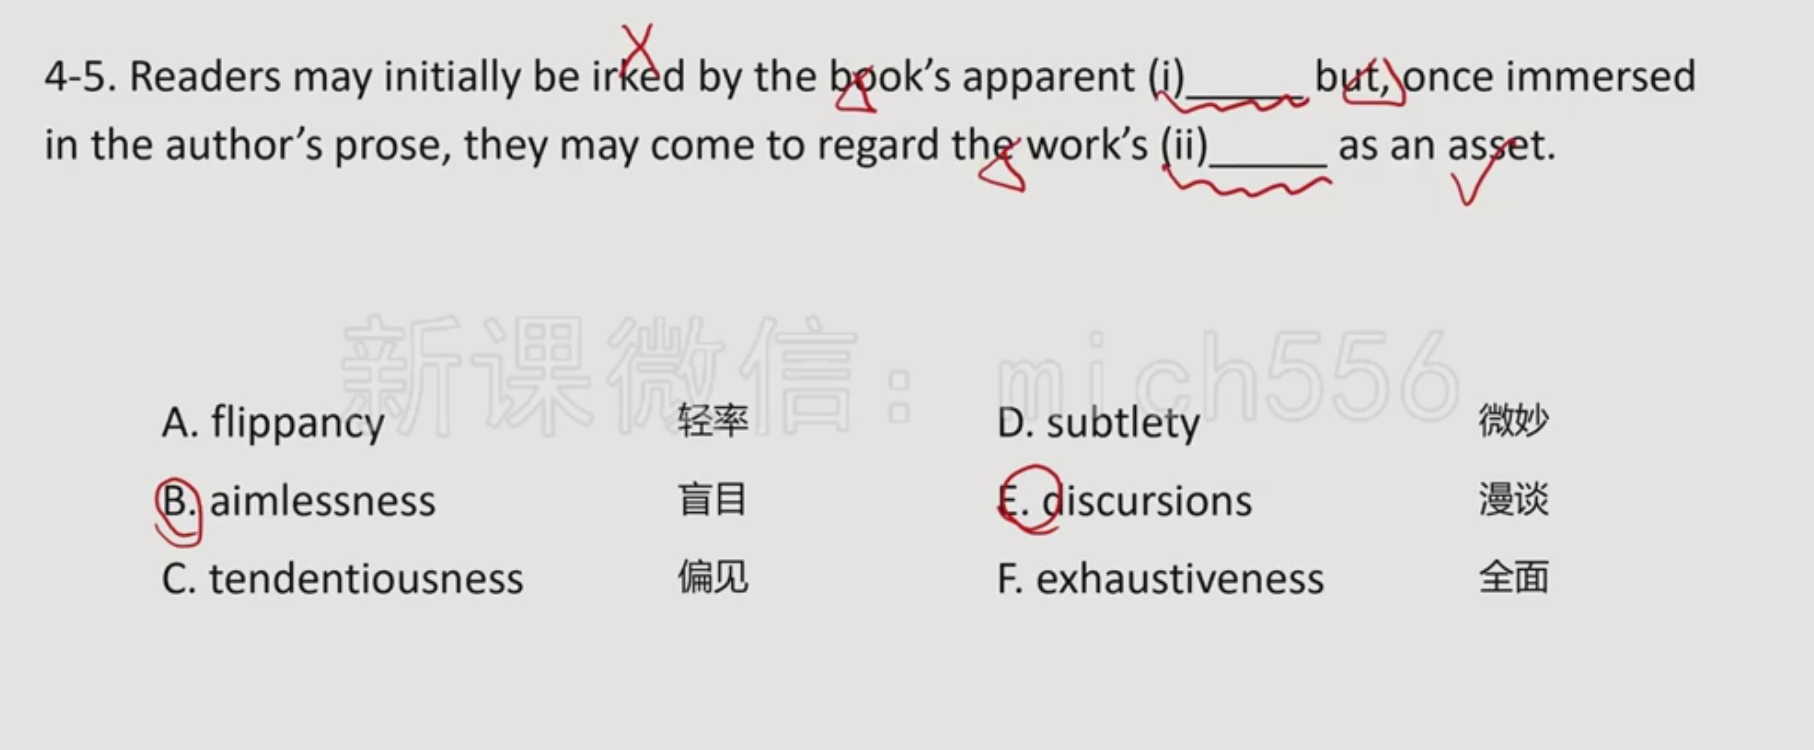 4-5. Readers may initially be irked by the book's apparent (i)_____ but, once immersed
in the author's prose, they may come to regard the work's (ii)_____ as an asset.
新课微信：mich556
A. flippancy 轻率 D. subtlety 微妙
B. aimlessness 盲目 E. discursions 漫谈
C. tendentiousness 偏见 F. exhaustiveness 全面